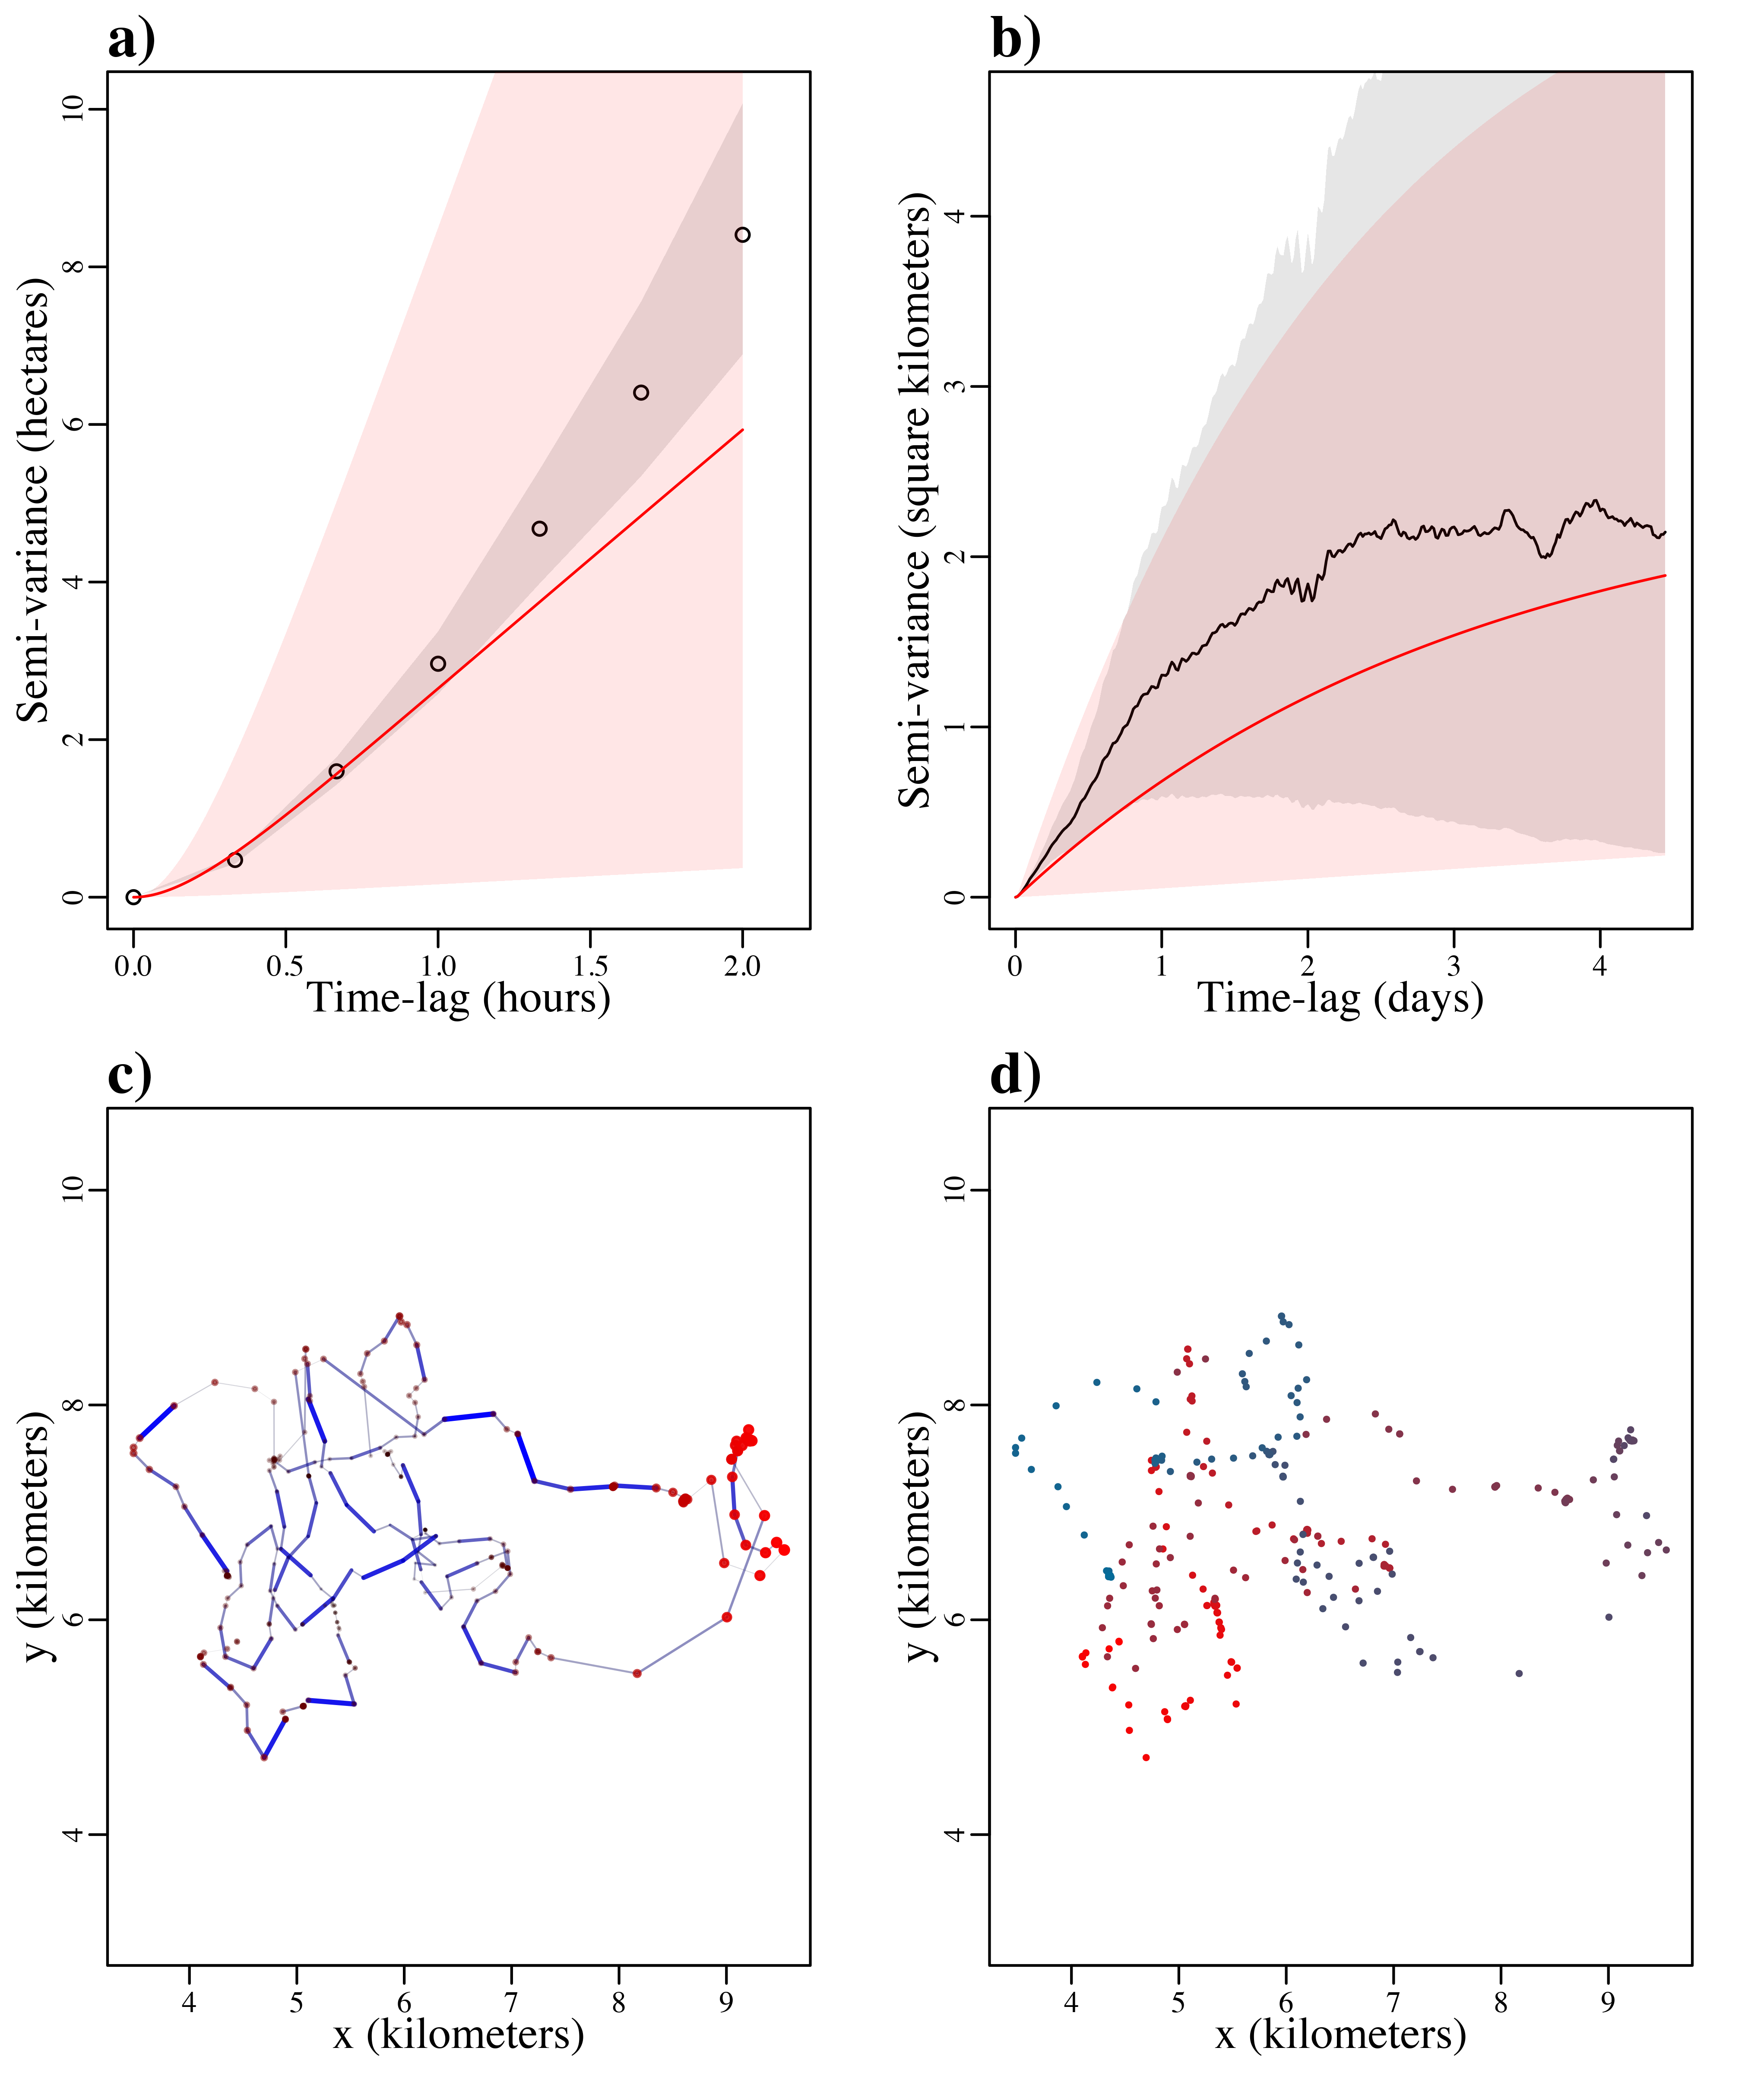 a)
Semi-variance (hectares)
10
8
6
4
2
0
0.0 0.5 1.0 1.5 2.0
Time-lag (hours)
b)
Semi-variance (square kilometers)
4
3
2
1
0
0 1 2 3 4
Time-lag (days)
c)
y (kilometers)
10
8
6
4
4 5 6 7 8 9
x (kilometers)
d)
y (kilometers)
10
8
6
4
4 5 6 7 8 9
x (kilometers)